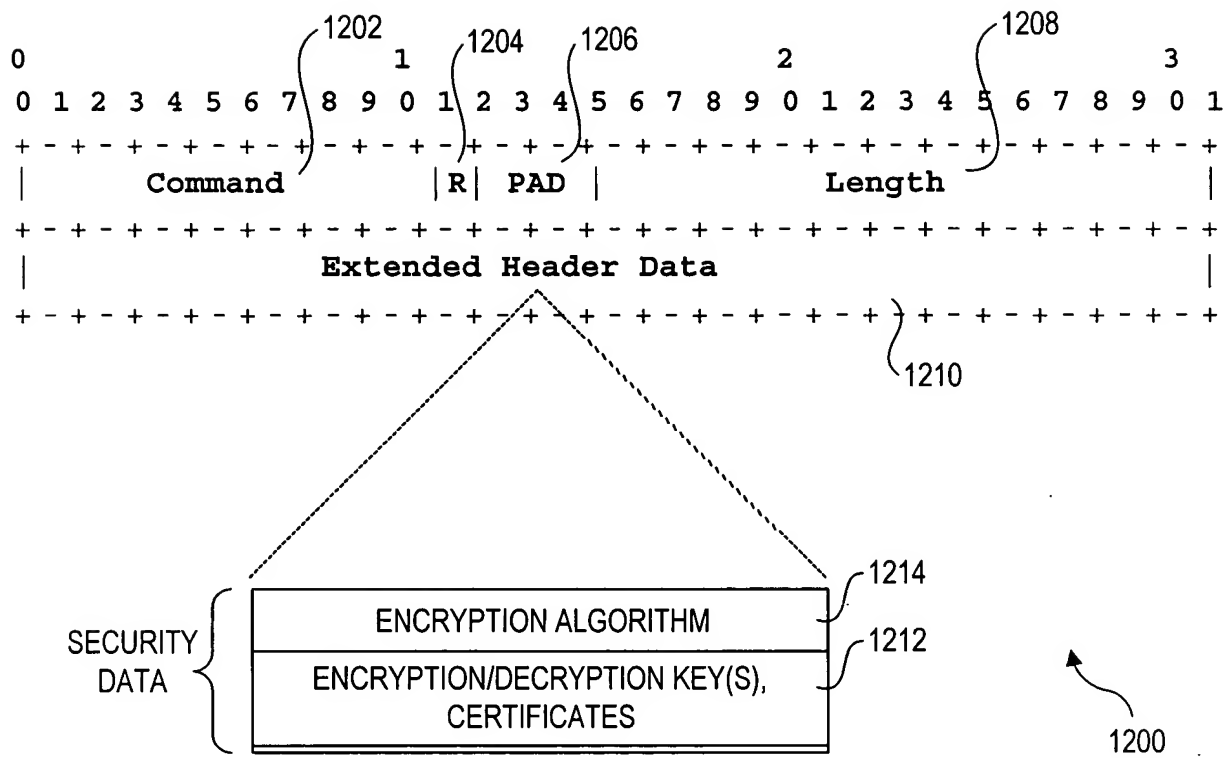 1202
1204
1206
1208
0 1 2 3
0 1 2 3 4 5 6 7 8 9 0 1 2 3 4 5 6 7 8 9 0 1 2 3 4 5 6 7 8 9 0 1
+ - + - + - + - + - + - + - + - + - + - + - + - + - + - + - + - +
| Command |R| PAD | Length |
+ - + - + - + - + - + - + - + - + - + - + - + - + - + - + - + - +
| Extended Header Data |
+ - + - + - + - + - + - + - + - + - + - + - + - + - + - + - + - +
1210
1214
ENCRYPTION ALGORITHM
SECURITY
DATA
1212
ENCRYPTION/DECRYPTION KEY(S),
CERTIFICATES
1200